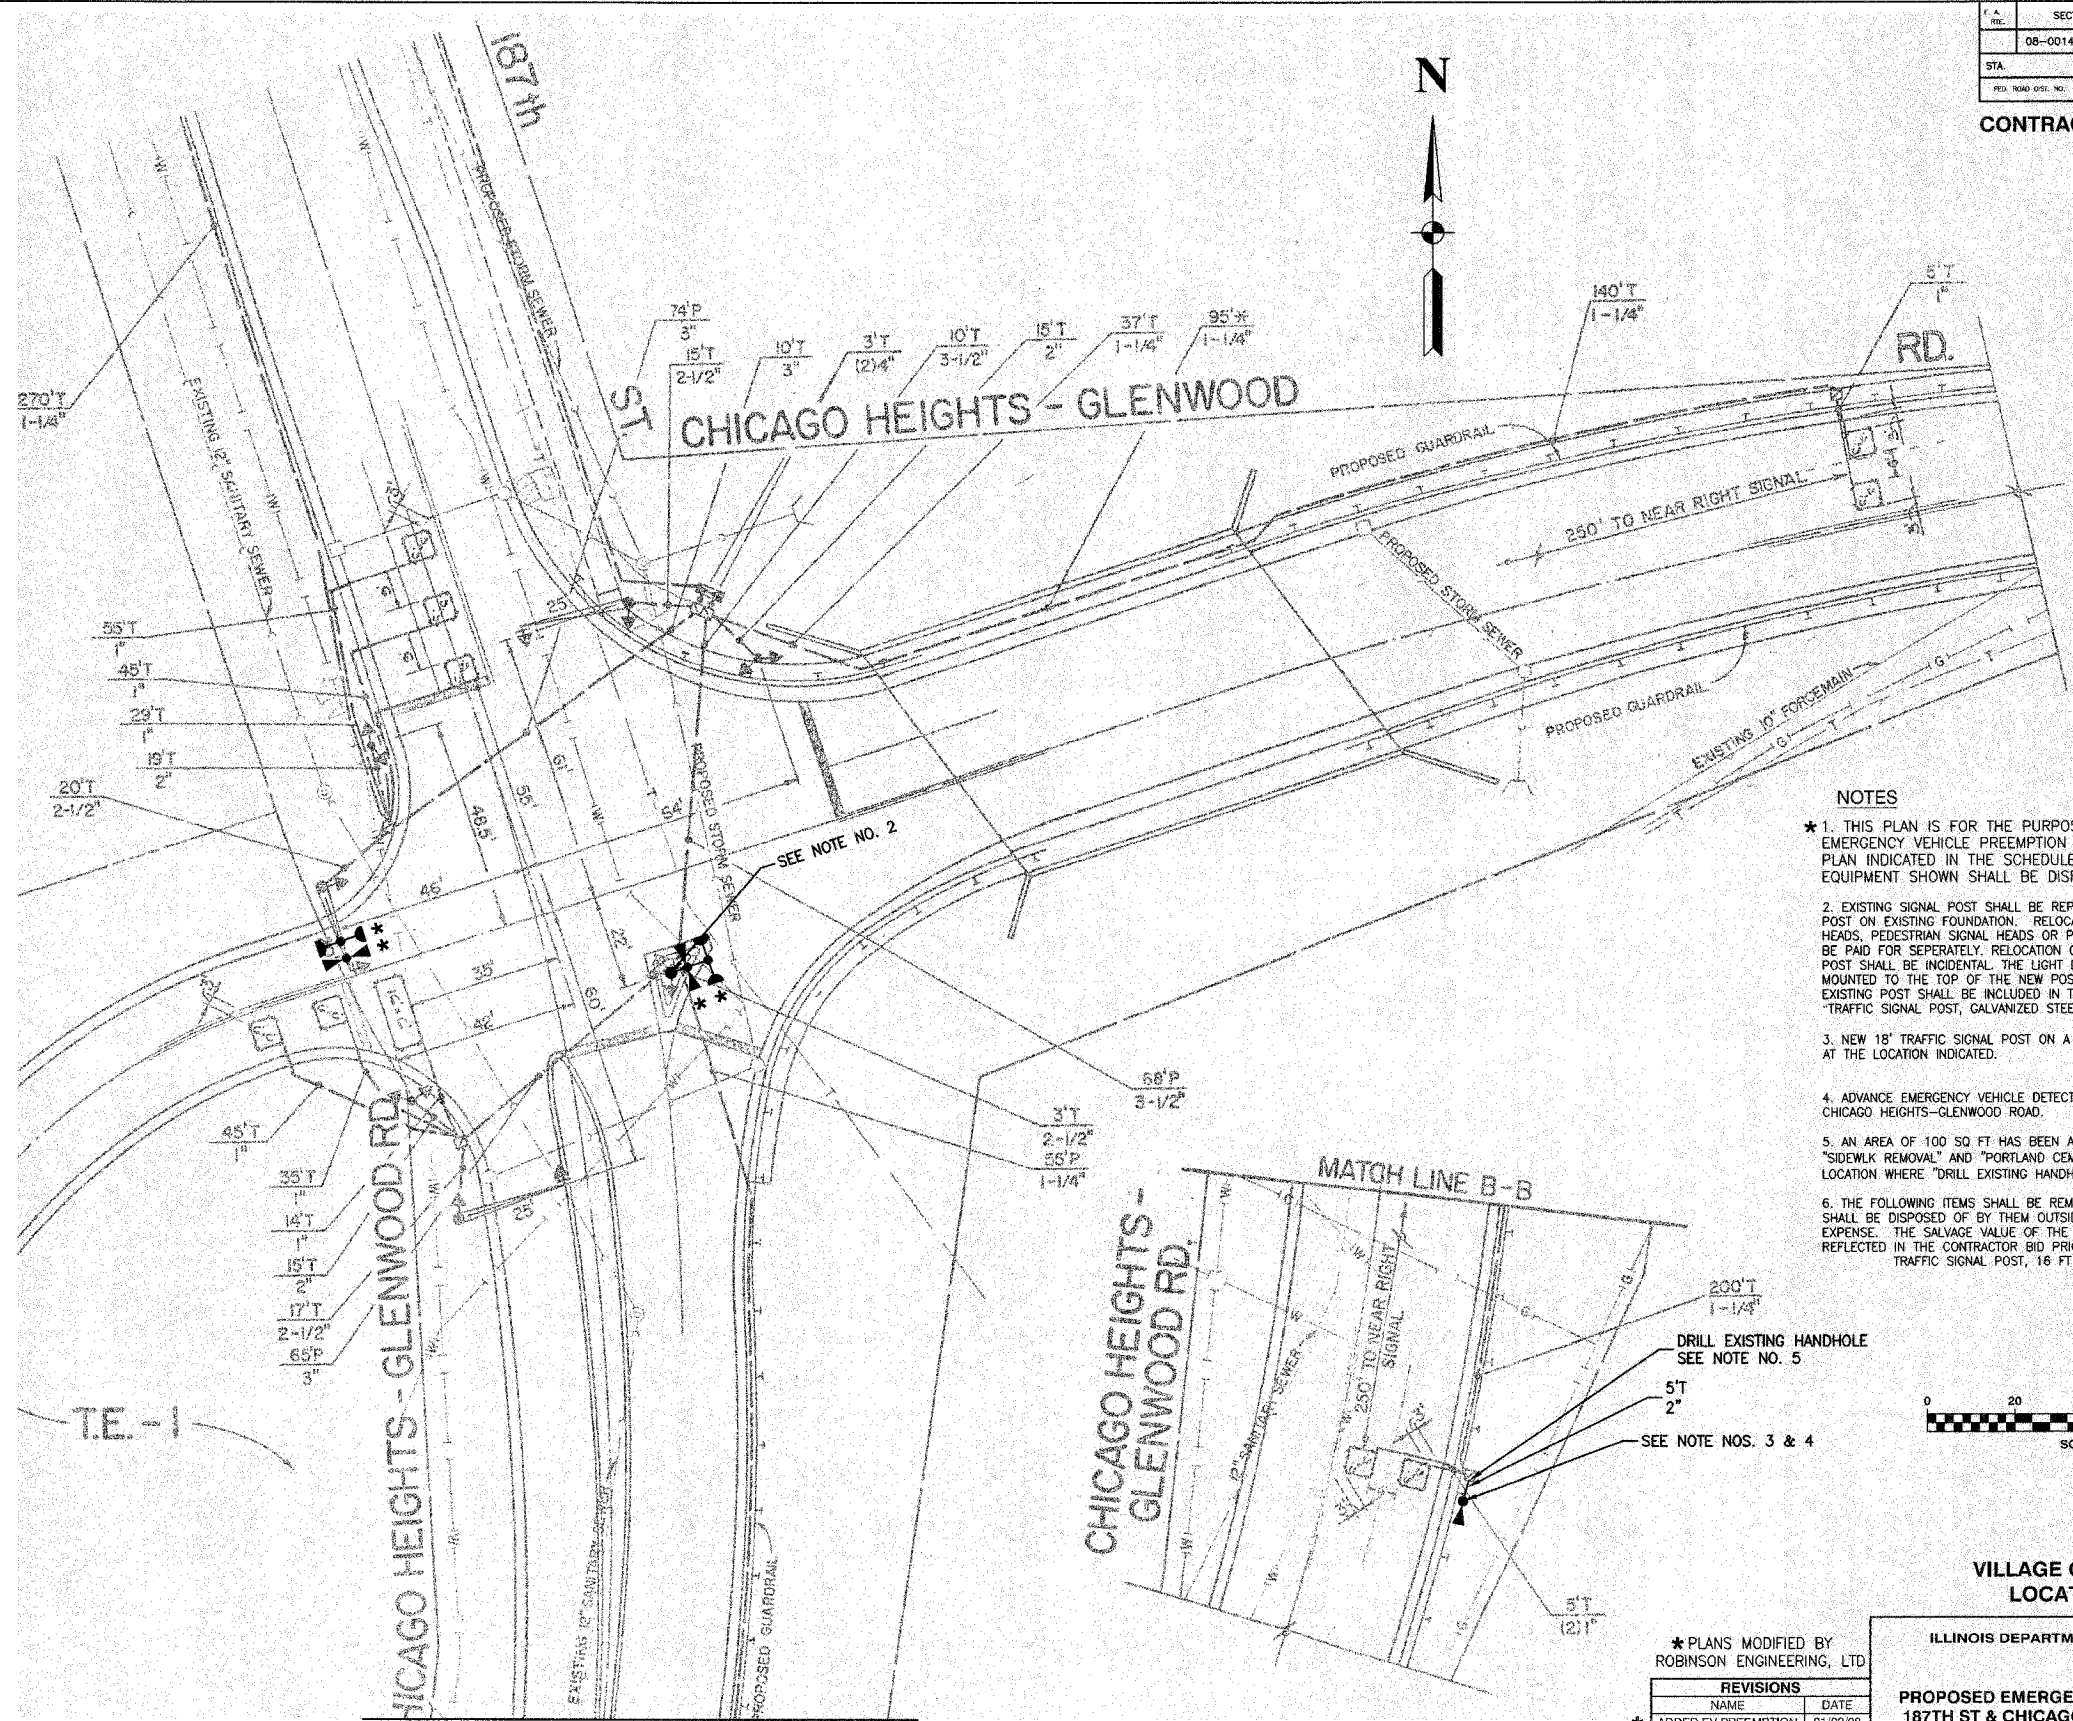 F. A.
RTE.
SEC
08-0014
STA.
FED. ROAD DIST. NO.
CONTRA
N
187th
ST.
CHICAGO HEIGHTS - GLENWOOD
RD.
PROPOSED STORM SEWER
EXISTING 12" SANITARY SEWER
270'T
1-1/4"
74'P
3"
15'T
2-1/2"
10'T
3"
3'T
(2)4"
10'T
3-1/2"
15'T
2"
37'T
1-1/4"
95'*
1-1/4"
140'T
1-1/4"
5'T
1"
PROPOSED GUARDRAIL
250' TO NEAR RIGHT SIGNAL
PROPOSED STORM SEWER
PROPOSED GUARDRAIL
EXISTING 10" FORCEMAIN
55'T
1"
45'T
1"
29'T
1"
19'T
2"
20'T
2-1/2"
25'
61'
55'
46.5'
64'
46'
22'
35'
42'
60'
25'
PROPOSED STORM SEWER
SEE NOTE NO. 2
68'P
3-1/2"
3'T
2-1/2"
55'P
1-1/4"
45'T
1"
35'T
1"
14'T
1"
15'T
2"
17'T
2-1/2"
65'P
3"
T.E. - 1
CHICAGO HEIGHTS - GLENWOOD RD.
EXISTING 12" SANITARY SEWER
PROPOSED GUARDRAIL
MATCH LINE B-B
CHICAGO HEIGHTS -
GLENWOOD RD.
12" SANITARY SEWER
250' TO NEAR RIGHT
SIGNAL
200'T
1-1/4"
DRILL EXISTING HANDHOLE
SEE NOTE NO. 5
5'T
2"
SEE NOTE NOS. 3 & 4
5'T
(2)1"
NOTES
* 1. THIS PLAN IS FOR THE PURPOS
EMERGENCY VEHICLE PREEMPTION
PLAN INDICATED IN THE SCHEDULE
EQUIPMENT SHOWN SHALL BE DISP
2. EXISTING SIGNAL POST SHALL BE REP
POST ON EXISTING FOUNDATION. RELOCA
HEADS, PEDESTRIAN SIGNAL HEADS OR P
BE PAID FOR SEPERATELY. RELOCATION O
POST SHALL BE INCIDENTAL. THE LIGHT
MOUNTED TO THE TOP OF THE NEW POS
EXISTING POST SHALL BE INCLUDED IN T
"TRAFFIC SIGNAL POST, GALVANIZED STEE
3. NEW 18' TRAFFIC SIGNAL POST ON A
AT THE LOCATION INDICATED.
4. ADVANCE EMERGENCY VEHICLE DETECT
CHICAGO HEIGHTS-GLENWOOD ROAD.
5. AN AREA OF 100 SQ FT HAS BEEN A
"SIDEWLK REMOVAL" AND "PORTLAND CEM
LOCATION WHERE "DRILL EXISTING HANDH
6. THE FOLLOWING ITEMS SHALL BE REM
SHALL BE DISPOSED OF BY THEM OUTSI
EXPENSE. THE SALVAGE VALUE OF THE
REFLECTED IN THE CONTRACTOR BID PRI
TRAFFIC SIGNAL POST, 16 FT
0 20
VILLAGE
LOCAT
ILLINOIS DEPARTM
PROPOSED EMERGE
187TH ST & CHICAG
* PLANS MODIFIED BY
ROBINSON ENGINEERING, LTD
REVISIONS
NAME DATE